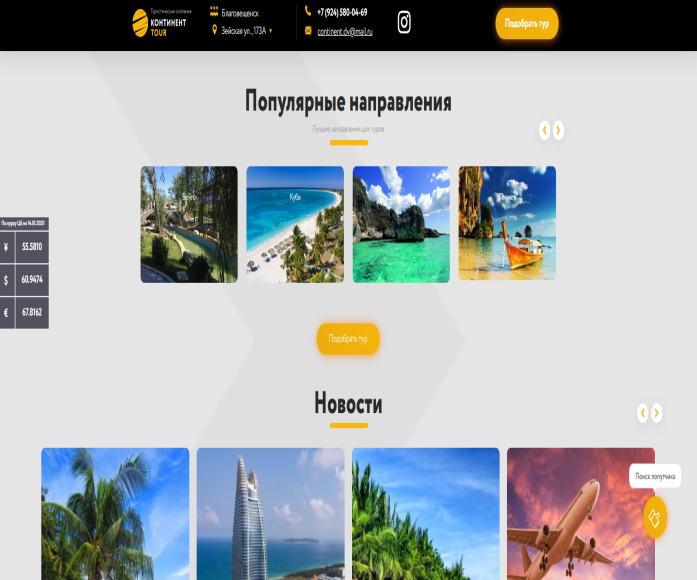 Туристическая компания
КОНТИНЕНТ
TOUR
Благовещенск
Зейская ул., 173А
+7 (924) 580-04-69
continent.dv@mail.ru
Подобрать тур
Популярные направления
Лучшие направления для туров
Куба
По курсу ЦБ на 14.01.2020
¥ 55.5810
$ 60.9474
€ 67.8162
Подобрать тур
Новости
Поиск попутчика